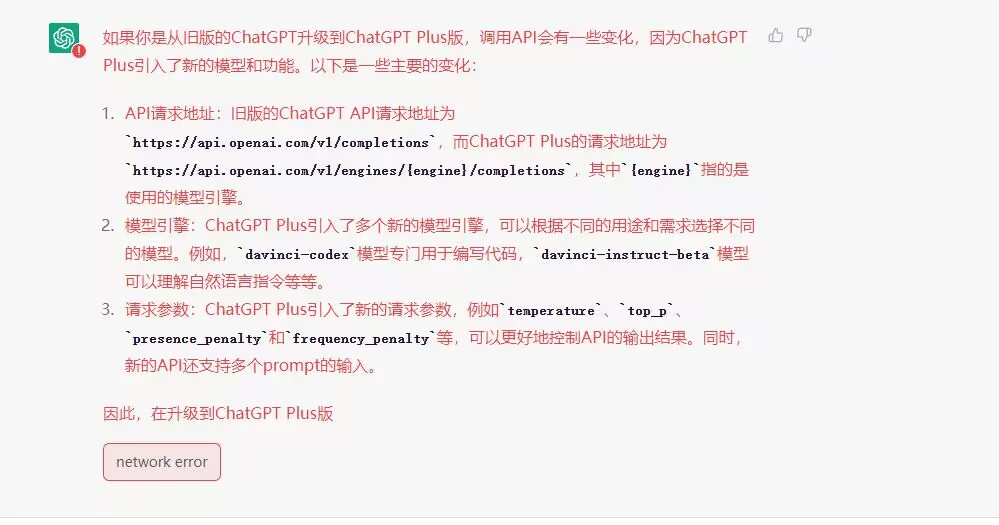 如果你是从旧版的ChatGPT升级到ChatGPT Plus版，调用API会有一些变化，因为ChatGPT
Plus引入了新的模型和功能。以下是一些主要的变化：
1. API请求地址：旧版的ChatGPT API请求地址为
`https://api.openai.com/v1/completions`，而ChatGPT Plus的请求地址为
`https://api.openai.com/v1/engines/{engine}/completions`，其中`{engine}`指的是
使用的模型引擎。
2. 模型引擎：ChatGPT Plus引入了多个新的模型引擎，可以根据不同的用途和需求选择不同
的模型。例如，`davinci-codex`模型专门用于编写代码，`davinci-instruct-beta`模型
可以理解自然语言指令等等。
3. 请求参数：ChatGPT Plus引入了新的请求参数，例如`temperature`、`top_p`、
`presence_penalty`和`frequency_penalty`等，可以更好地控制API的输出结果。同时，
新的API还支持多个prompt的输入。
因此，在升级到ChatGPT Plus版
network error